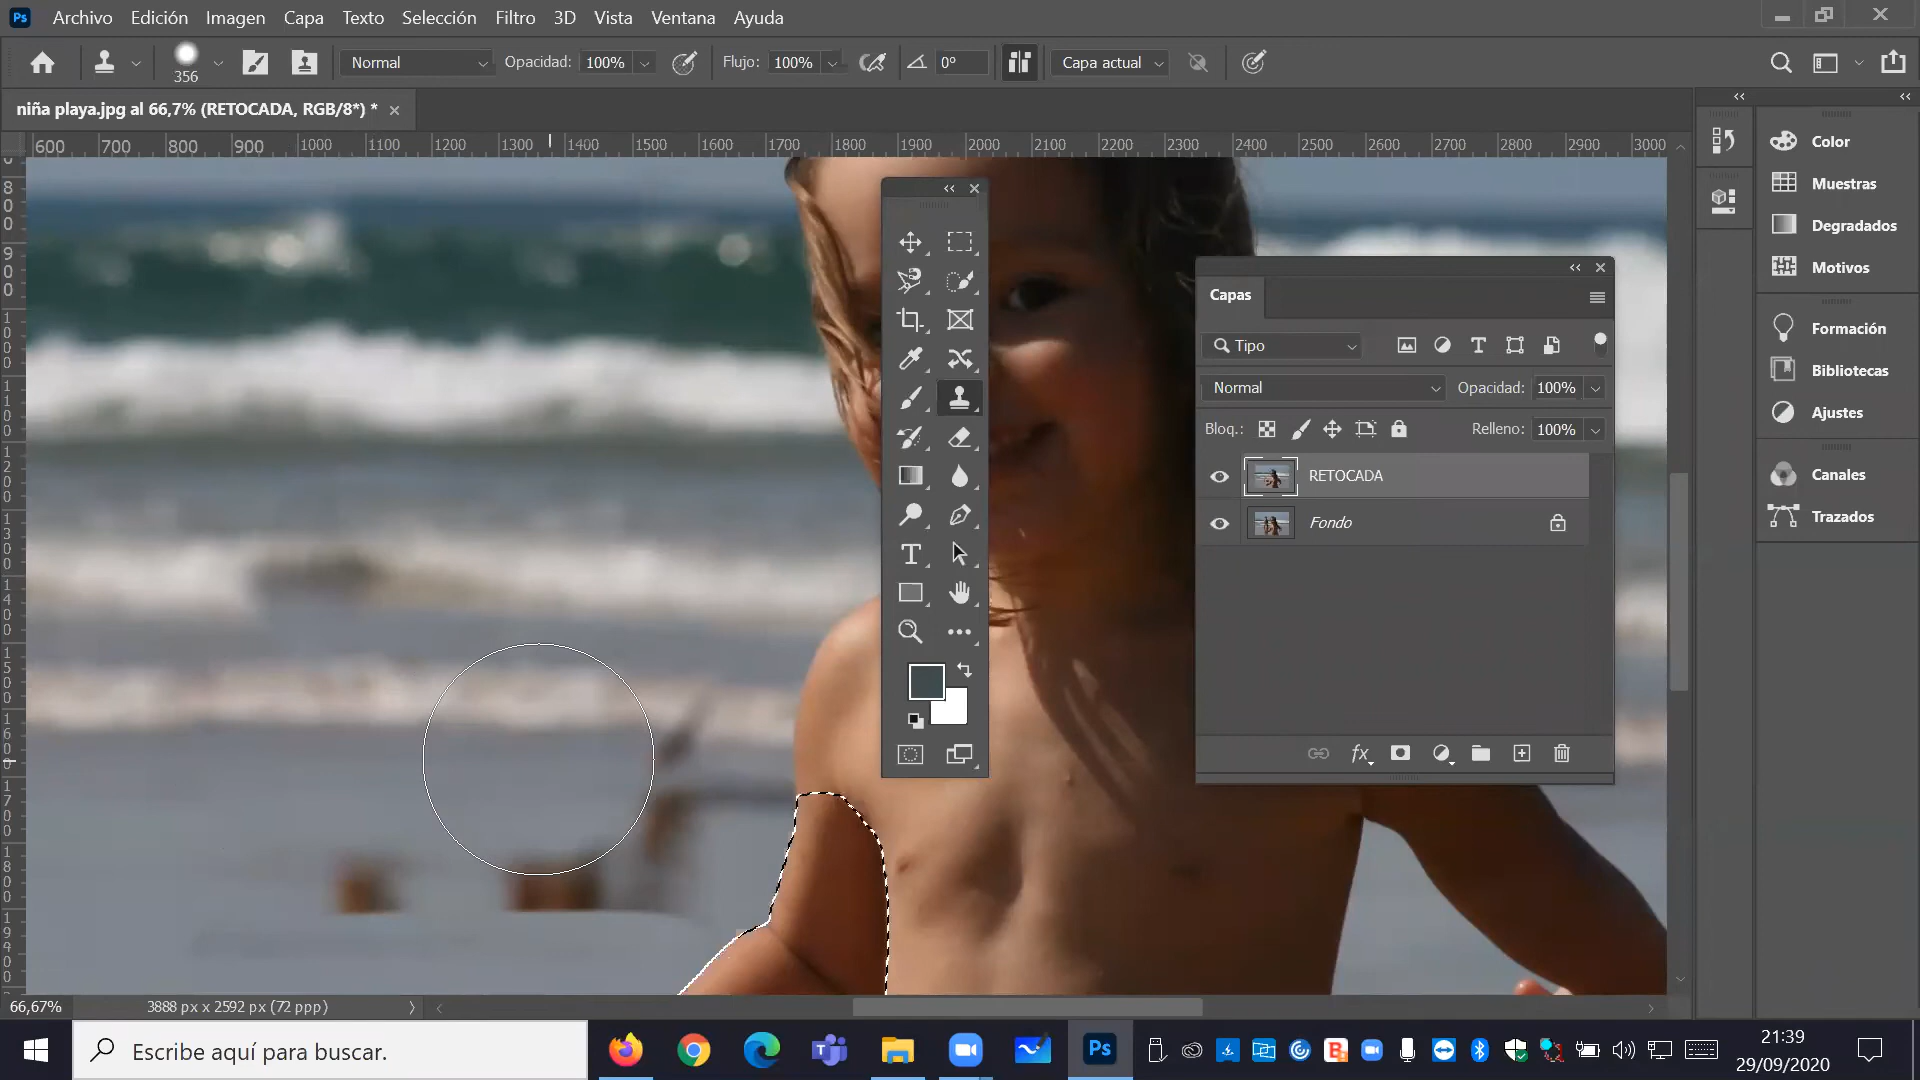 Ps Archivo Edición Imagen Capa Texto Selección Filtro 3D Vista Ventana Ayuda
356 Normal Opacidad: 100% Flujo: 100% 0° Capa actual
niña playa.jpg al 66,7% (RETOCADA, RGB/8*) *
600 700 800 900 1000 1100 1200 1300 1400 1500 1600 1700 1800 1900 2000 2100 2200 2300 2400 2500 2600 2700 2800 2900 3000
Color
Muestras
Degradados
Motivos
Formación
Bibliotecas
Ajustes
Canales
Trazados
Capas
Tipo
Normal Opacidad: 100%
Bloq.: Relleno: 100%
RETOCADA
Fondo
fx
66,67% 3888 px x 2592 px (72 ppp)
Escribe aquí para buscar.
Ps
21:39
29/09/2020